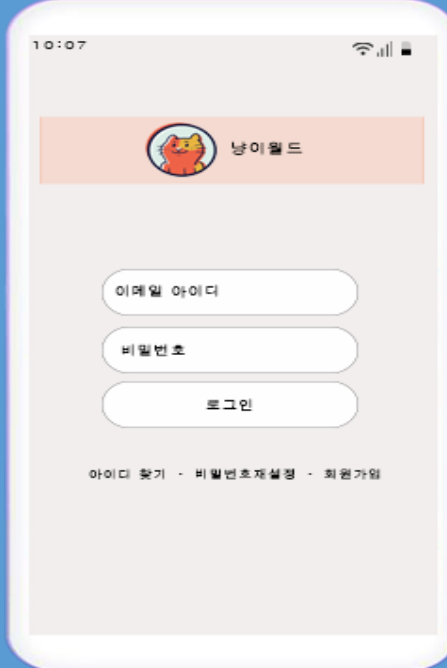 10:07
냥이월드
이메일 아이디
비밀번호
로그인
아이디 찾기 - 비밀번호재설정 - 회원가입